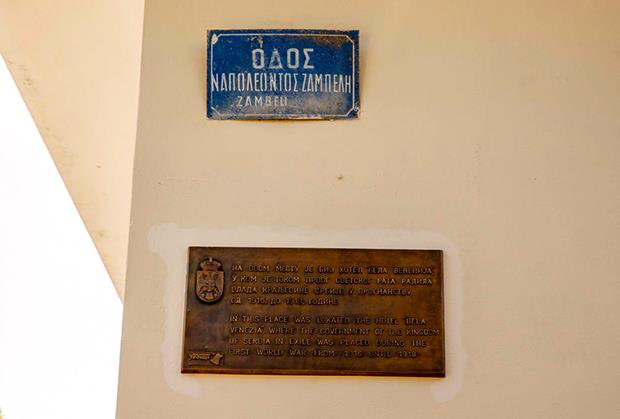 ΟΔΟΣ
ΝΑΠΟΛΕΟΝΤΟΣ ΖΑΜΠΕΛΗ
ZAMBELI
НА ОВОМ МЕСТУ ЈЕ БИО ХОТЕЛ "БЕЛА ВЕНЕЦИЈА"
У КОМ ЈЕ ТОКОМ ПРВОГ СВЕТСКОГ РАТА РАДИЛА
ВЛАДА КРАЉЕВИНЕ СРБИЈЕ У ПРОГНАНСТВУ
ОД 1916. ДО 1918. ГОДИНЕ
IN THIS PLACE WAS LOCATED THE HOTEL "BELA
VENEZIA" WHERE THE GOVERNMENT OF THE KINGDOM
OF SERBIA IN EXILE WAS PLACED DURING THE
FIRST WORLD WAR FROM 1916 UNTIL 1918